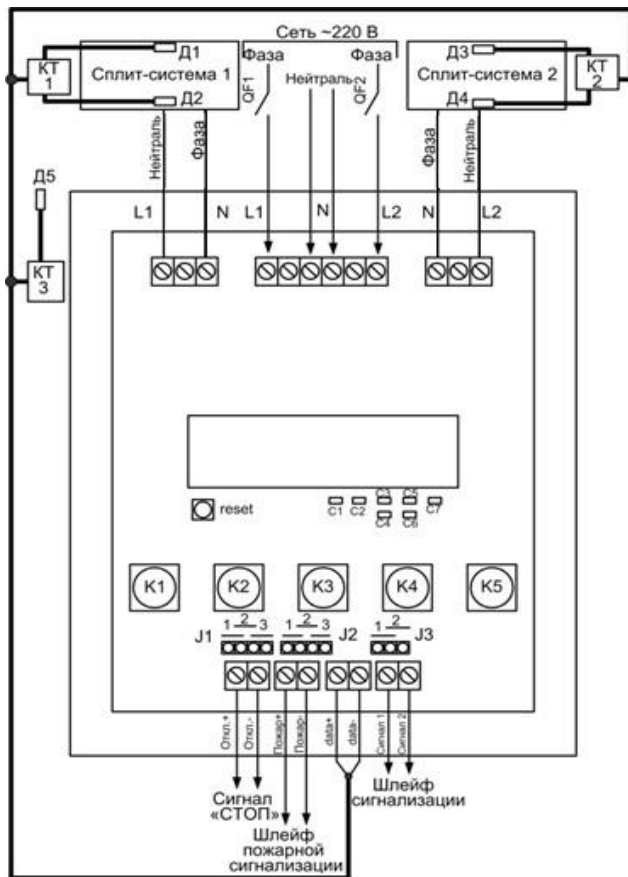 Сеть ~220 В
Д1
КТ
1
Сплит-система 1
Д2
Фаза
QF1
Нейтраль
QF2
Фаза
Д3
КТ
2
Сплит-система 2
Д4
Нейтраль
Фаза
Фаза
Нейтраль
Д5
КТ
3
L1 N L1 N L2 N L2
reset
C1 C2 C3 C4 C5 C6 C7
K1 K2 K3 K4 K5
J1 1 2 3 1 2 3 J2 1 2 J3
Откл.+
Откл.-
Пожар+
Пожар-
data+
data-
Сигнал 1
Сигнал 2
Сигнал
«СТОП»
Шлейф
пожарной
сигнализации
Шлейф
сигнализации